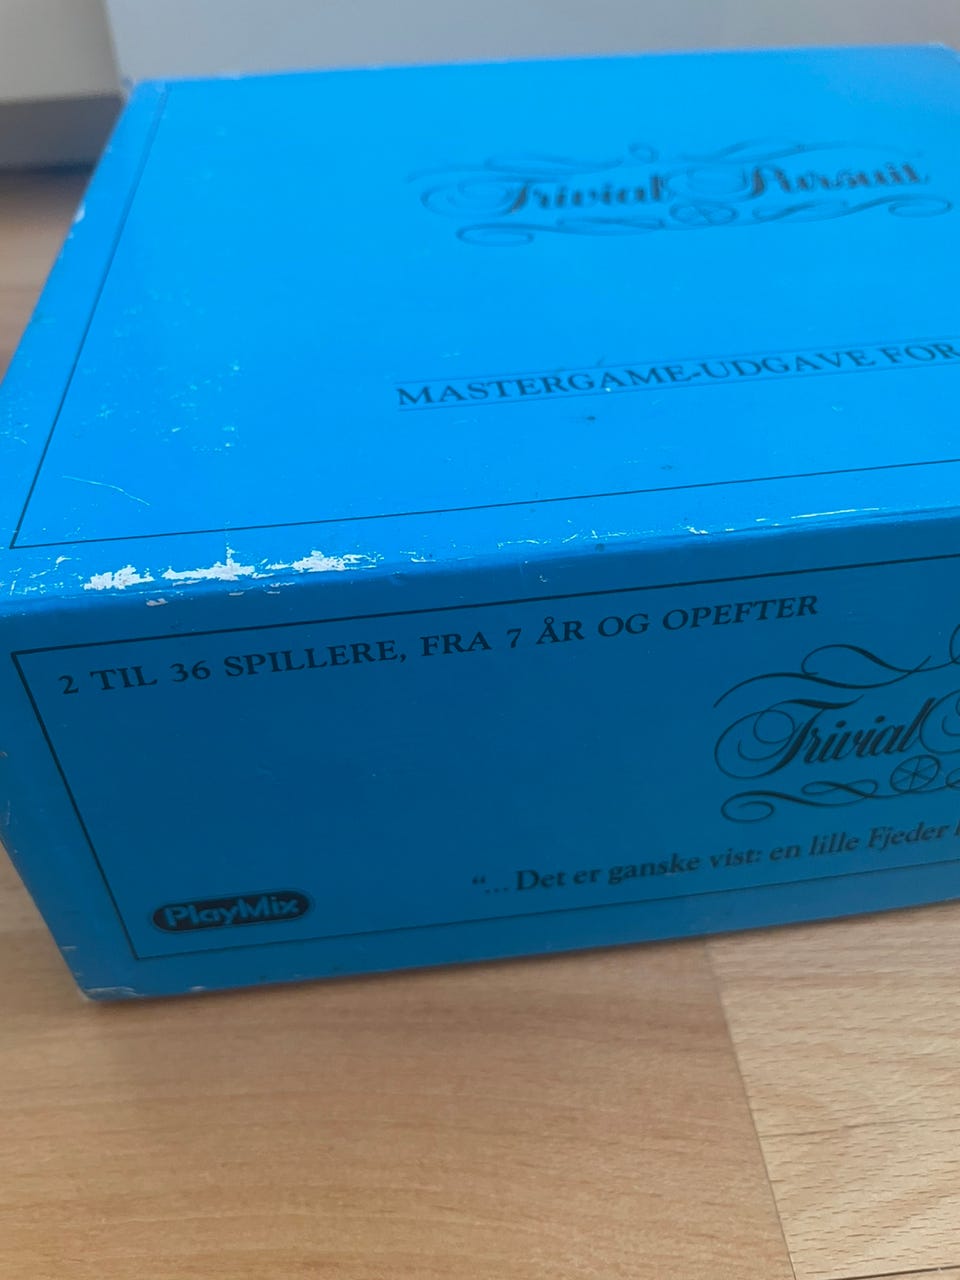 Trivial Pursuit
MASTERGAME-UDGAVE FOR
2 TIL 36 SPILLERE, FRA 7 ÅR OG OPEFTER
Trivial
"...Det er ganske vist: en lille Fjeder
PlayMix